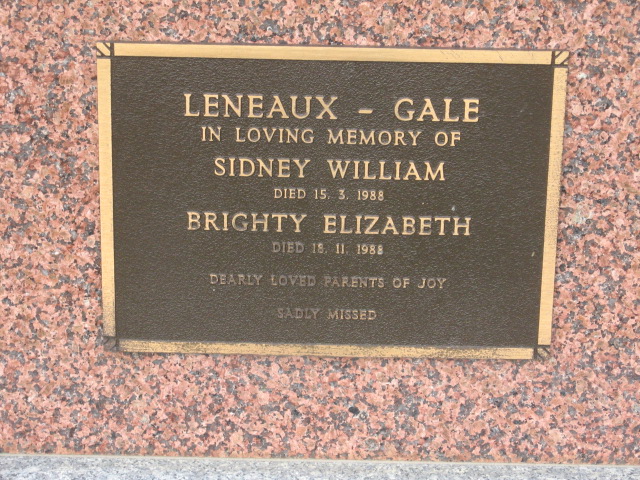 LENEAUX - GALE
IN LOVING MEMORY OF
SIDNEY WILLIAM
DIED 15. 3. 1988
BRIGHTY ELIZABETH
DIED 18. 11. 1988
DEARLY LOVED PARENTS OF JOY
SADLY MISSED